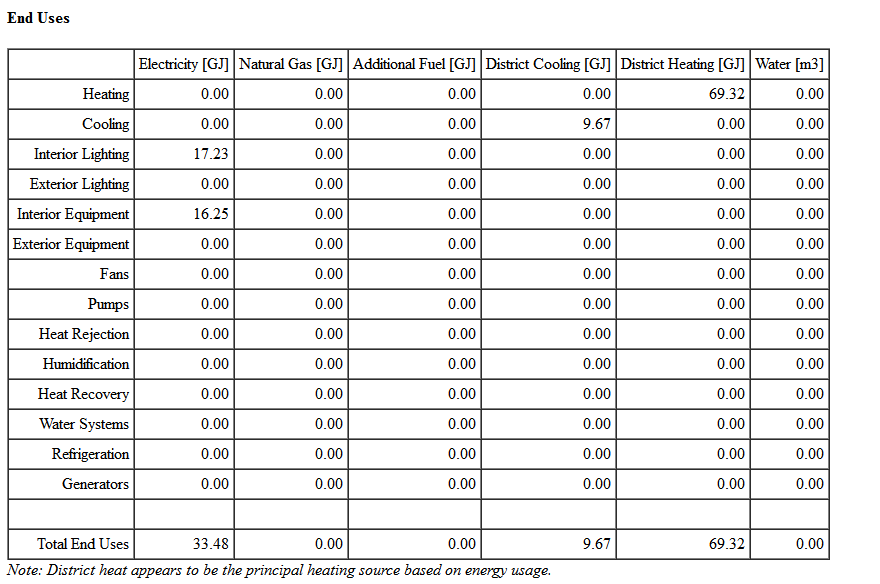 End Uses
Electricity [GJ] Natural Gas [GJ] Additional Fuel [GJ] District Cooling [GJ] District Heating [GJ] Water [m3]
Heating 0.00 0.00 0.00 0.00 69.32 0.00
Cooling 0.00 0.00 0.00 9.67 0.00 0.00
Interior Lighting 17.23 0.00 0.00 0.00 0.00 0.00
Exterior Lighting 0.00 0.00 0.00 0.00 0.00 0.00
Interior Equipment 16.25 0.00 0.00 0.00 0.00 0.00
Exterior Equipment 0.00 0.00 0.00 0.00 0.00 0.00
Fans 0.00 0.00 0.00 0.00 0.00 0.00
Pumps 0.00 0.00 0.00 0.00 0.00 0.00
Heat Rejection 0.00 0.00 0.00 0.00 0.00 0.00
Humidification 0.00 0.00 0.00 0.00 0.00 0.00
Heat Recovery 0.00 0.00 0.00 0.00 0.00 0.00
Water Systems 0.00 0.00 0.00 0.00 0.00 0.00
Refrigeration 0.00 0.00 0.00 0.00 0.00 0.00
Generators 0.00 0.00 0.00 0.00 0.00 0.00
Total End Uses 33.48 0.00 0.00 9.67 69.32 0.00
Note: District heat appears to be the principal heating source based on energy usage.